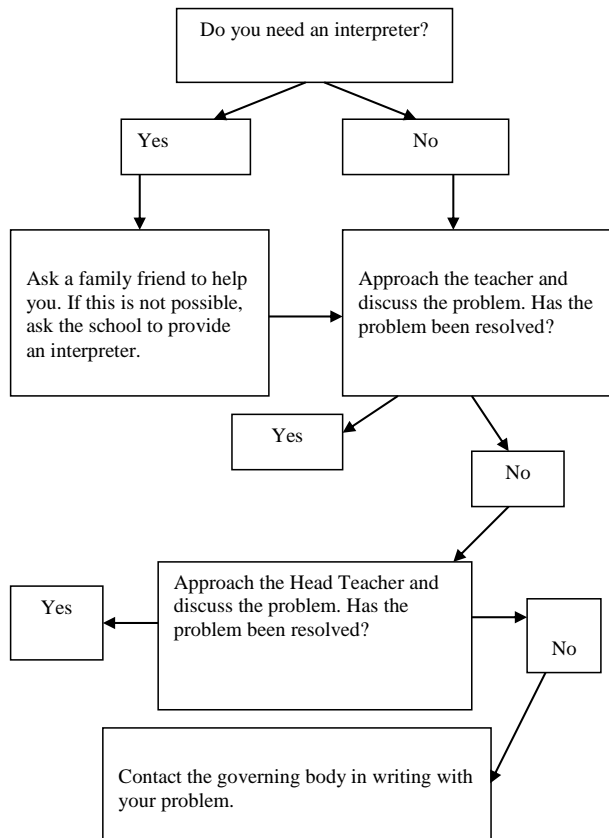 Do you need an interpreter?
Yes
No
Ask a family friend to help
you. If this is not possible,
ask the school to provide
an interpreter.
Approach the teacher and
discuss the problem. Has the
problem been resolved?
Yes
No
Approach the Head Teacher and
discuss the problem. Has the
problem been resolved?
Yes
No
Contact the governing body in writing with
your problem.